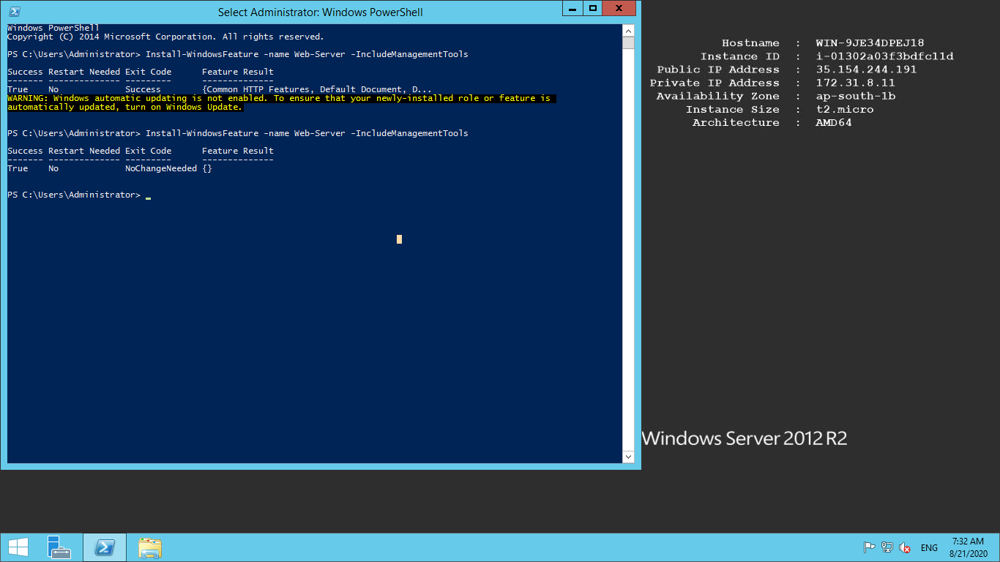 Select Administrator: Windows PowerShell
Windows PowerShell
Copyright (C) 2014 Microsoft Corporation. All rights reserved.
PS C:\Users\Administrator> Install-WindowsFeature -name Web-Server -IncludeManagementTools
Success Restart Needed Exit Code      Feature Result
------- -------------- ---------      --------------
True    No             Success        {Common HTTP Features, Default Document, D...
WARNING: Windows automatic updating is not enabled. To ensure that your newly-installed role or feature is
automatically updated, turn on Windows Update.
PS C:\Users\Administrator> Install-WindowsFeature -name Web-Server -IncludeManagementTools
Success Restart Needed Exit Code      Feature Result
------- -------------- ---------      --------------
True    No             NoChangeNeeded {}
PS C:\Users\Administrator> _
Hostname : WIN-9JE34DPEJ18
Instance ID : i-01302a03f3bdfc11d
Public IP Address : 35.154.244.191
Private IP Address : 172.31.8.11
Availability Zone : ap-south-1b
Instance Size : t2.micro
Architecture : AMD64
Windows Server 2012 R2
ENG
7:32 AM
8/21/2020